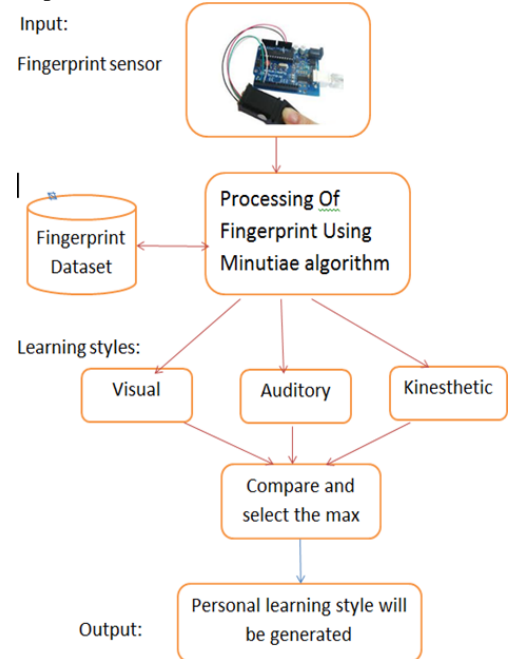 Input:
Fingerprint sensor
Processing Of
Fingerprint Using
Minutiae algorithm
Fingerprint
Dataset
Learning styles:
Visual
Auditory
Kinesthetic
Compare and
select the max
Personal learning style will
be generated
Output: